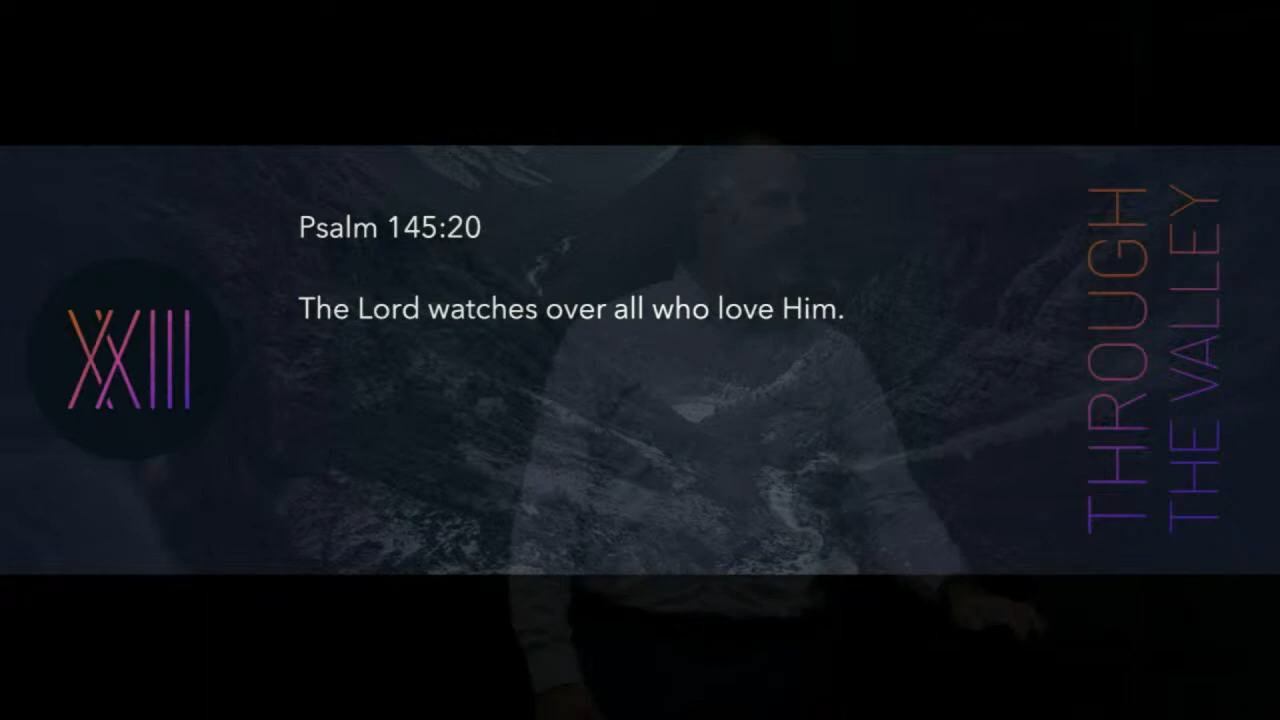 Psalm 145:20
The Lord watches over all who love Him.
XXIII
THROUGH
THE VALLEY